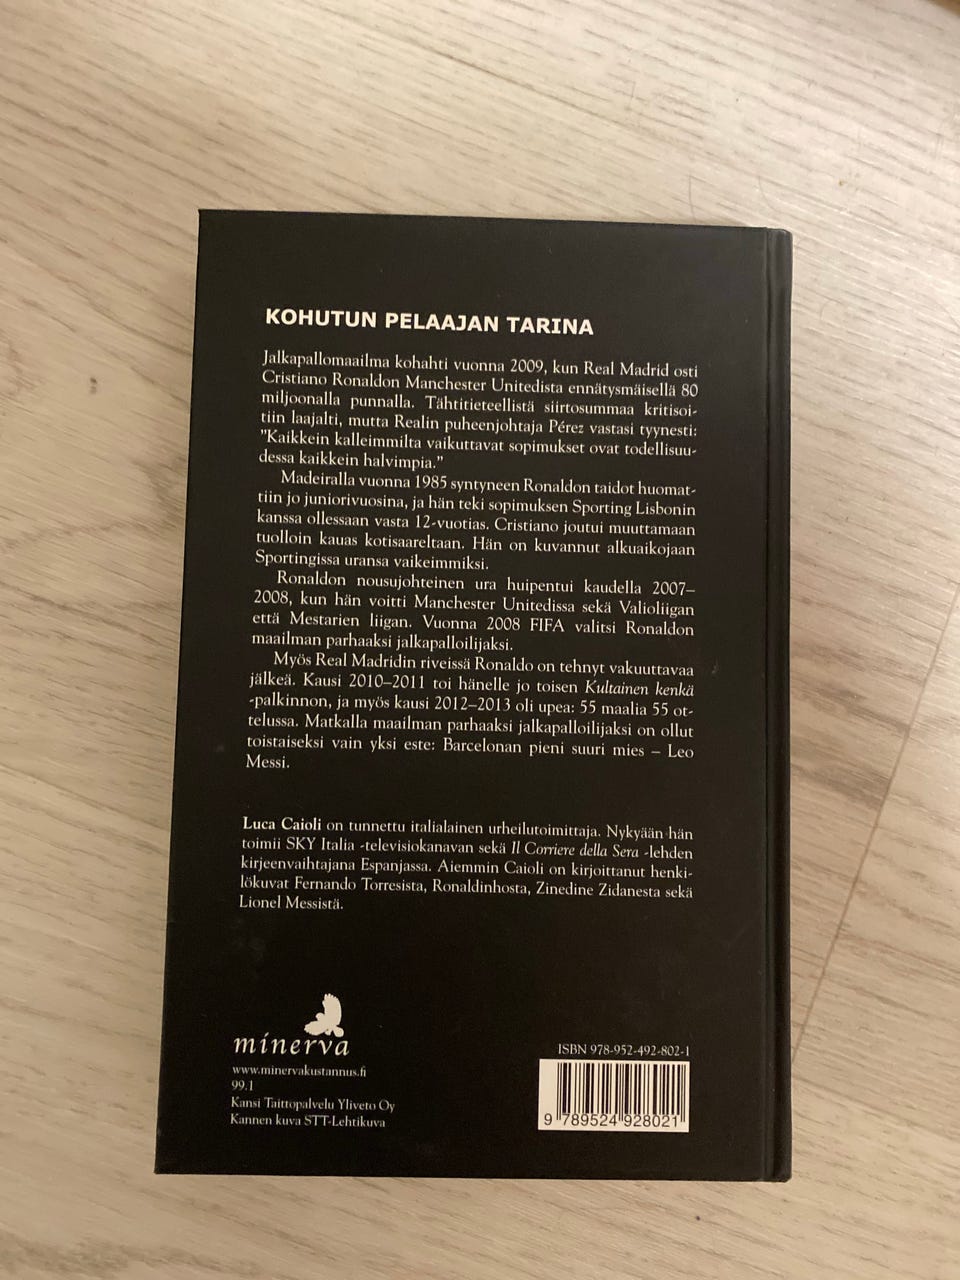 KOHUTUN PELAAJAN TARINA
Jalkapallomaailma kohahti vuonna 2009, kun Real Madrid osti
Cristiano Ronaldon Manchester Unitedista ennätysmäisellä 80
miljoonalla punnalla. Tähtitieteellistä siirtosummaa kritisoi-
tiin laajalti, mutta Realin puheenjohtaja Pérez vastasi tyynesti:
”Kaikkein kalleimmilta vaikuttavat sopimukset ovat todellisuu-
dessa kaikkein halvimpia.”
Madeiralla vuonna 1985 syntyneen Ronaldon taidot huomat-
tiin jo juniorivuosina, ja hän teki sopimuksen Sporting Lisbonin
kanssa ollessaan vasta 12-vuotias. Cristiano joutui muuttamaan
tuolloin kauas kotisaareltaan. Hän on kuvannut alkuaikojaan
Sportingissa uransa vaikeimmiksi.
Ronaldon nousujohteinen ura huipentui kaudella 2007–
2008, kun hän voitti Manchester Unitedissa sekä Valioliigan
että Mestarien liigan. Vuonna 2008 FIFA valitsi Ronaldon
maailman parhaaksi jalkapalloilijaksi.
Myös Real Madridin riveissä Ronaldo on tehnyt vakuuttavaa
jälkeä. Kausi 2010–2011 toi hänelle jo toisen Kultainen kenkä
-palkinnon, ja myös kausi 2012–2013 oli upea: 55 maalia 55 ot-
telussa. Matkalla maailman parhaaksi jalkapalloilijaksi on ollut
toistaiseksi vain yksi este: Barcelonan pieni suuri mies – Leo
Messi.
Luca Caioli on tunnettu italialainen urheilutoimittaja. Nykyään hän
toimii SKY Italia -televisiokanavan sekä Il Corriere della Sera -lehden
kirjeenvaihtajana Espanjassa. Aiemmin Caioli on kirjoittanut henki-
lökuvat Fernando Torresista, Ronaldinhosta, Zinedine Zidanesta sekä
Lionel Messistä.
minerva
www.minervakustannus.fi
99.1
Kansi Taittopalvelu Yliveto Oy
Kannen kuva STT-Lehtikuva
ISBN 978-952-492-802-1
9 789524 928021